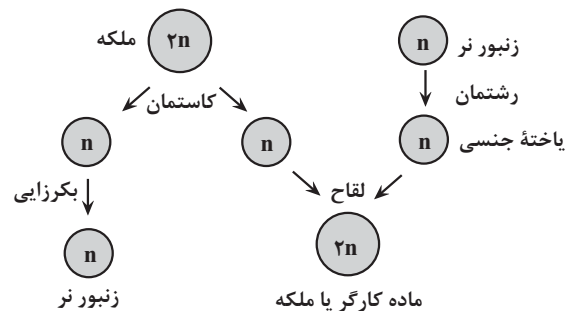 ملکه
۲n
زنبور نر
n
کاستمان
رشتمان
n
n
یاختهٔ جنسی
n
بکرزایی
لقاح
n
۲n
زنبور نر
ماده کارگر یا ملکه